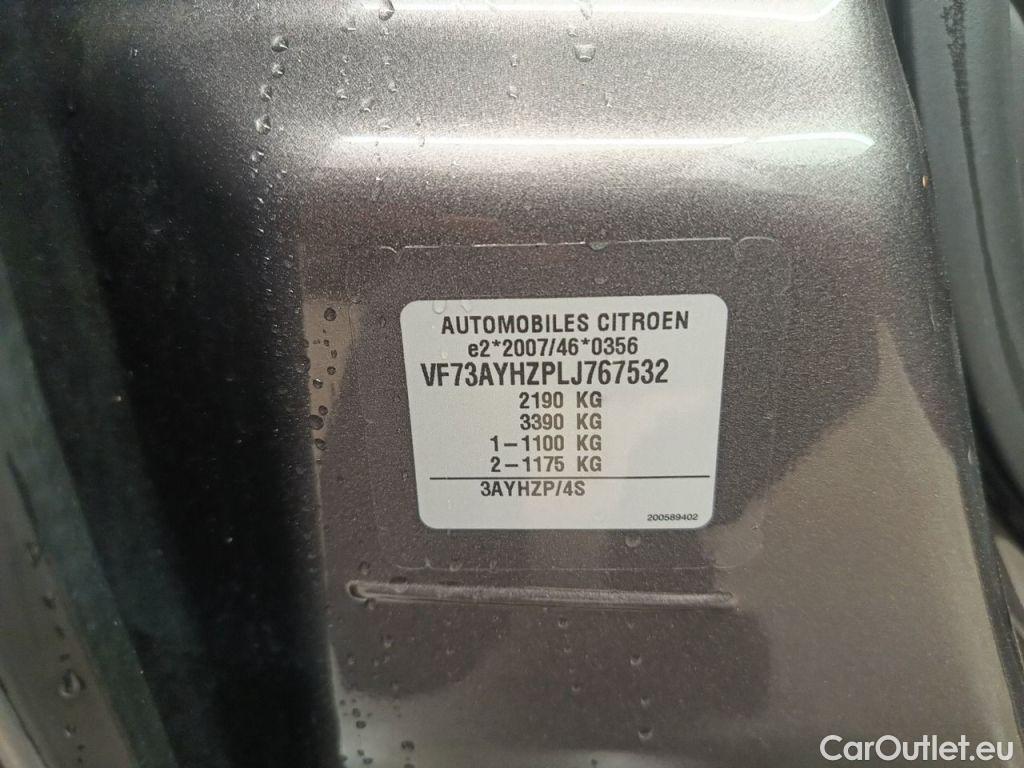 AUTOMOBILES CITROEN
e2*2007/46*0356
VF73AYHZPLJ767532
2190 KG
3390 KG
1-1100 KG
2-1175 KG
3AYHZP/4S
200589402
CarOutlet.eu